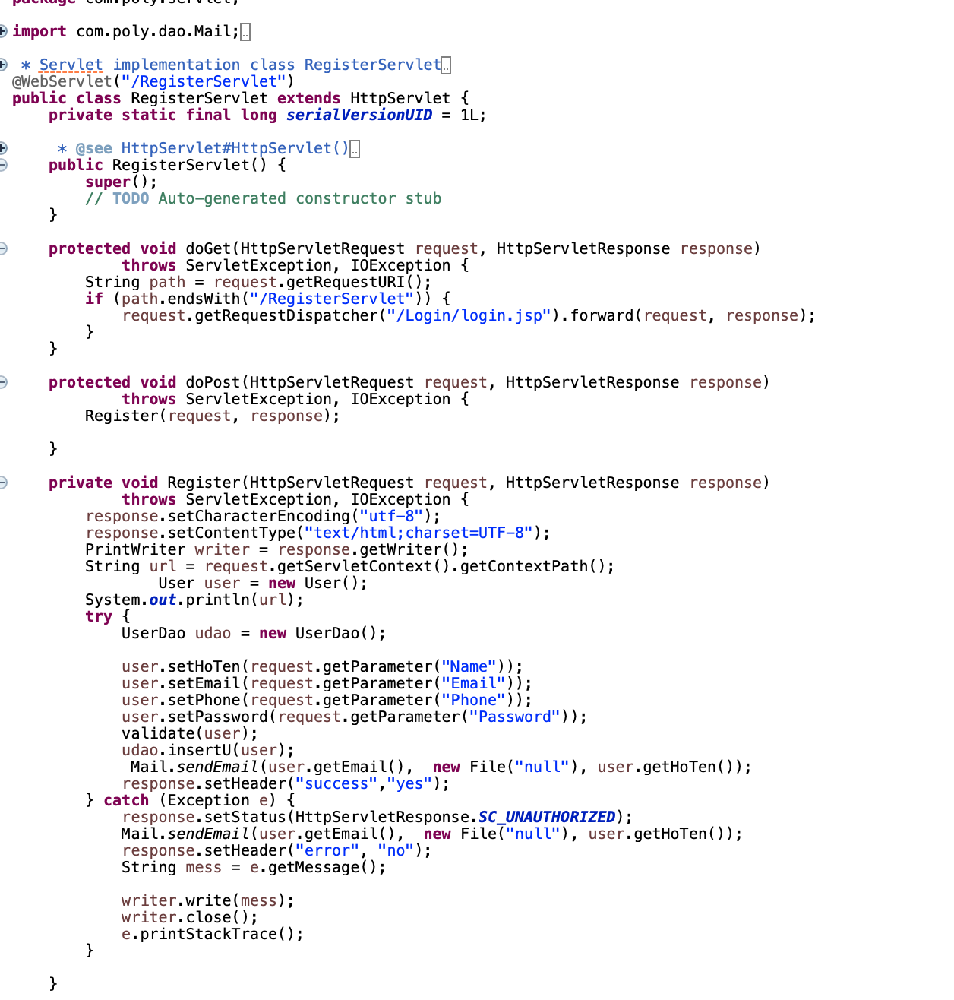 package com.poly.servlet;
import com.poly.dao.Mail;
* Servlet implementation class RegisterServlet
@WebServlet("/RegisterServlet")
public class RegisterServlet extends HttpServlet {
private static final long serialVersionUID = 1L;
* @see HttpServlet#HttpServlet()
public RegisterServlet() {
super();
// TODO Auto-generated constructor stub
}
protected void doGet(HttpServletRequest request, HttpServletResponse response)
throws ServletException, IOException {
String path = request.getRequestURI();
if (path.endsWith("/RegisterServlet")) {
request.getRequestDispatcher("/Login/login.jsp").forward(request, response);
}
}
protected void doPost(HttpServletRequest request, HttpServletResponse response)
throws ServletException, IOException {
Register(request, response);
}
private void Register(HttpServletRequest request, HttpServletResponse response)
throws ServletException, IOException {
response.setCharacterEncoding("utf-8");
response.setContentType("text/html;charset=UTF-8");
PrintWriter writer = response.getWriter();
String url = request.getServletContext().getContextPath();
User user = new User();
System.out.println(url);
try {
UserDao udao = new UserDao();
user.setHoTen(request.getParameter("Name"));
user.setEmail(request.getParameter("Email"));
user.setPhone(request.getParameter("Phone"));
user.setPassword(request.getParameter("Password"));
validate(user);
udao.insertU(user);
Mail.sendEmail(user.getEmail(),  new File("null"), user.getHoTen());
response.setHeader("success","yes");
} catch (Exception e) {
response.setStatus(HttpServletResponse.SC_UNAUTHORIZED);
Mail.sendEmail(user.getEmail(),  new File("null"), user.getHoTen());
response.setHeader("error", "no");
String mess = e.getMessage();
writer.write(mess);
writer.close();
e.printStackTrace();
}
}